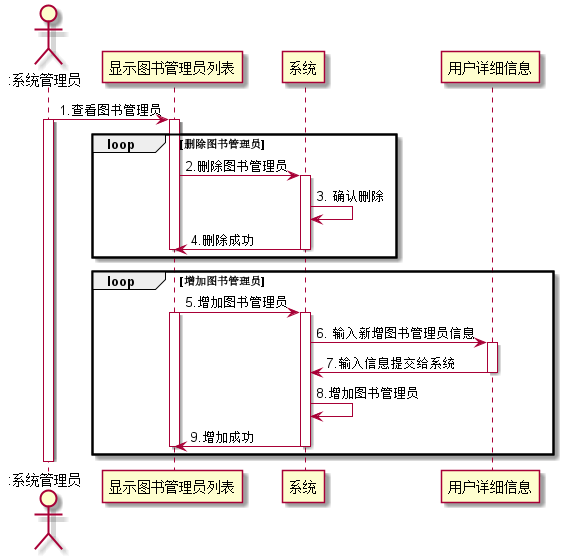 :系统管理员
显示图书管理员列表
系统
用户详细信息
1.查看图书管理员
loop [删除图书管理员]
2.删除图书管理员
3. 确认删除
4.删除成功
loop [增加图书管理员]
5.增加图书管理员
6. 输入新增图书管理员信息
7.输入信息提交给系统
8.增加图书管理员
9.增加成功
:系统管理员
显示图书管理员列表
系统
用户详细信息